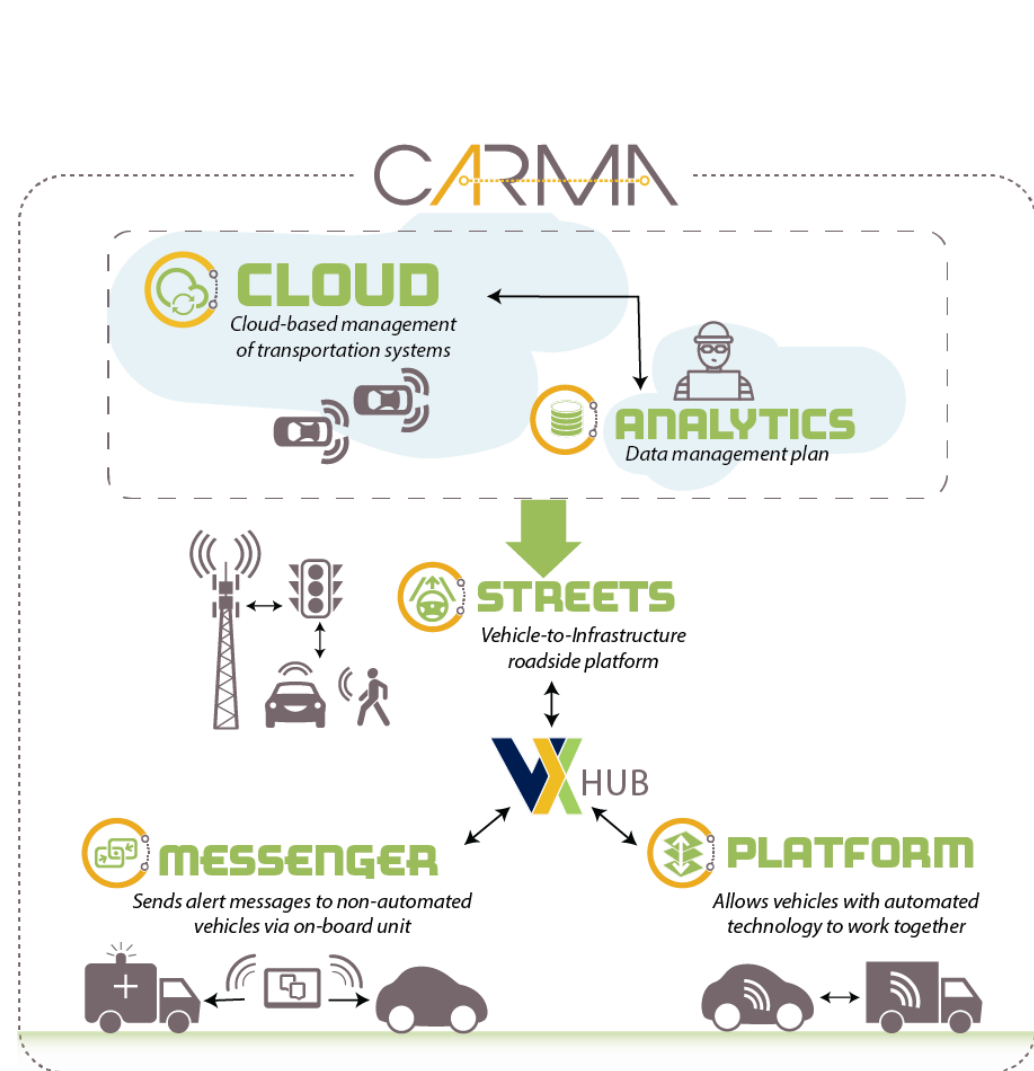 CARMA
CLOUD
Cloud-based management
of transportation systems
ANALYTICS
Data management plan
STREETS
Vehicle-to-Infrastructure
roadside platform
VX HUB
MESSENGER
Sends alert messages to non-automated
vehicles via on-board unit
PLATFORM
Allows vehicles with automated
technology to work together